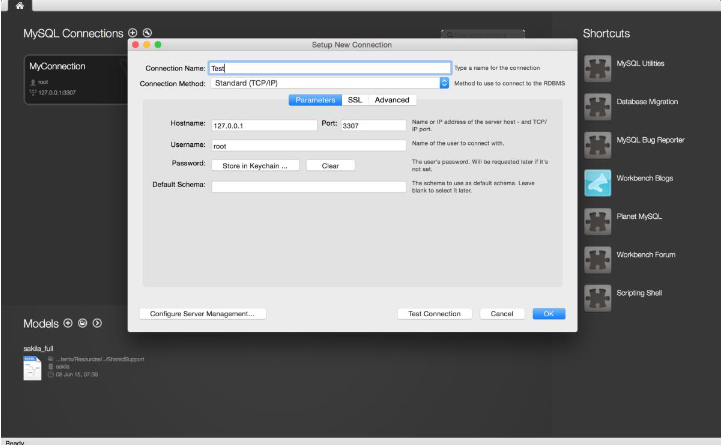 MySQL Connections
MyConnection
root
127.0.0.1:3307
Setup New Connection
Connection Name: Test
Type a name for the connection
Connection Method: Standard (TCP/IP)
Method to use to connect to the RDBMS
Parameters SSL Advanced
Hostname: 127.0.0.1 Port: 3307
Name or IP address of the server host - and TCP/
IP port.
Username: root
Name of the user to connect with.
Password: Store in Keychain ... Clear
The user's password. Will be requested later if it's
not set.
Default Schema:
The schema to use as default schema. Leave
blank to select it later.
Configure Server Management...
Test Connection Cancel OK
Shortcuts
MySQL Utilities
Database Migration
MySQL Bug Reporter
Workbench Blogs
Planet MySQL
Workbench Forum
Scripting Shell
Models
sakila_full
...tents/Resources/../SharedSupport
sakila
08 Jun 15, 07:39
Ready